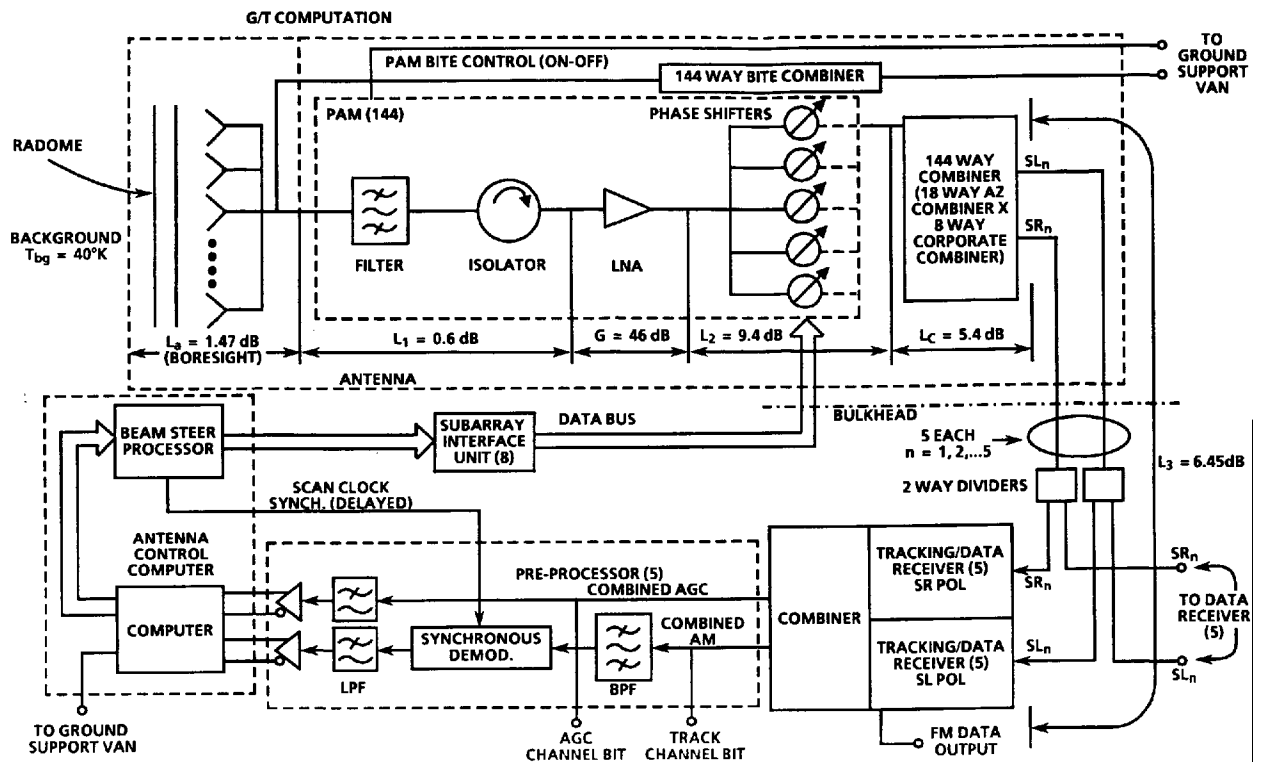 G/T COMPUTATION
PAM BITE CONTROL (ON-OFF)
144 WAY BITE COMBINER
TO
GROUND
SUPPORT
VAN
PAM (144)
PHASE SHIFTERS
RADOME
BACKGROUND
Tbg = 40°K
FILTER
ISOLATOR
LNA
144 WAY
COMBINER
(18 WAY AZ
COMBINER X
8 WAY
CORPORATE
COMBINER)
SLn
SRn
La = 1.47 dB
(BORESIGHT)
L1 = 0.6 dB
G = 46 dB
L2 = 9.4 dB
LC = 5.4 dB
ANTENNA
BULKHEAD
BEAM STEER
PROCESSOR
SUBARRAY
INTERFACE
UNIT (8)
DATA BUS
5 EACH
n = 1, 2,...5
L3 = 6.45dB
2 WAY DIVIDERS
SCAN CLOCK
SYNCH. (DELAYED)
ANTENNA
CONTROL
COMPUTER
COMPUTER
PRE-PROCESSOR (5)
COMBINED AGC
COMBINED
AM
SYNCHRONOUS
DEMOD.
LPF
BPF
COMBINER
TRACKING/DATA
RECEIVER (5)
SR POL
SRn
TRACKING/DATA
RECEIVER (5)
SL POL
SLn
SRn
TO DATA
RECEIVER
(5)
SLn
TO GROUND
SUPPORT VAN
AGC
CHANNEL BIT
TRACK
CHANNEL BIT
FM DATA
OUTPUT